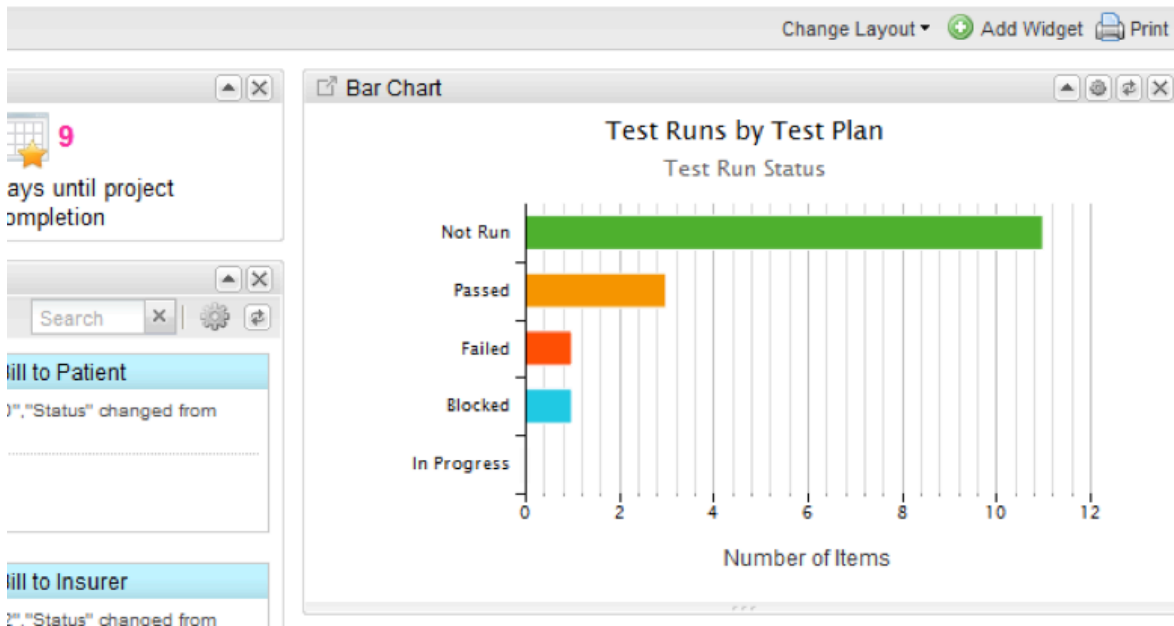 Change Layout Add Widget Print
9
ays until project
ompletion
Search
ill to Patient
"Status" changed from
ill to Insurer
"Status" changed from
Bar Chart
Test Runs by Test Plan
Test Run Status
Not Run
Passed
Failed
Blocked
In Progress
0 2 4 6 8 10 12
Number of Items